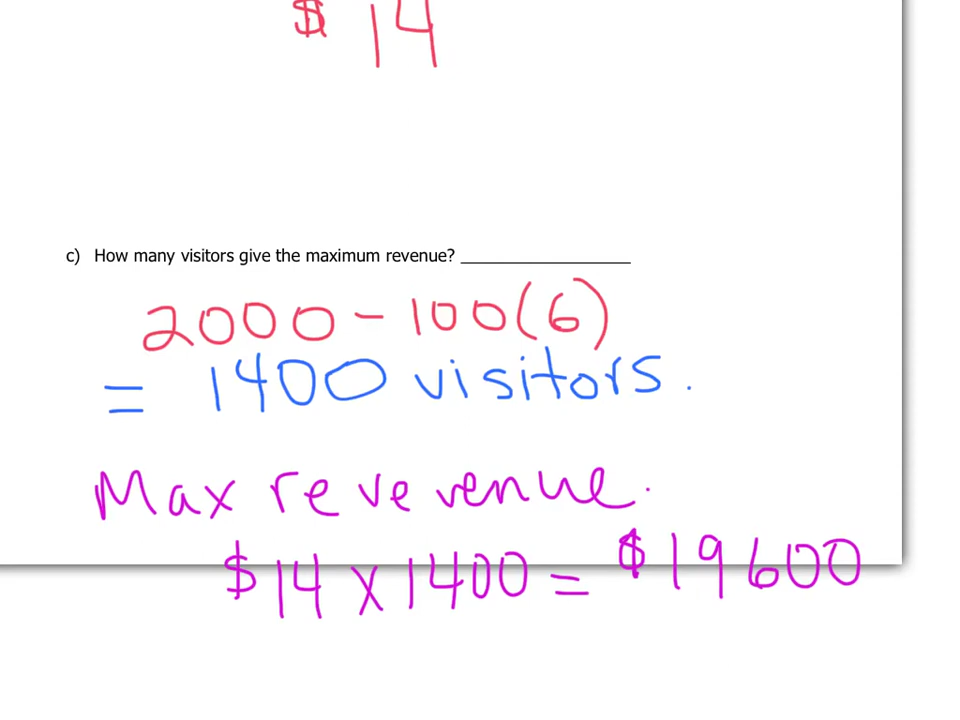 $ 14
c) How many visitors give the maximum revenue? _________________
2000 - 100(6)
= 1400 visitors.
Max reve venue.
$14 x 1400 = $19600